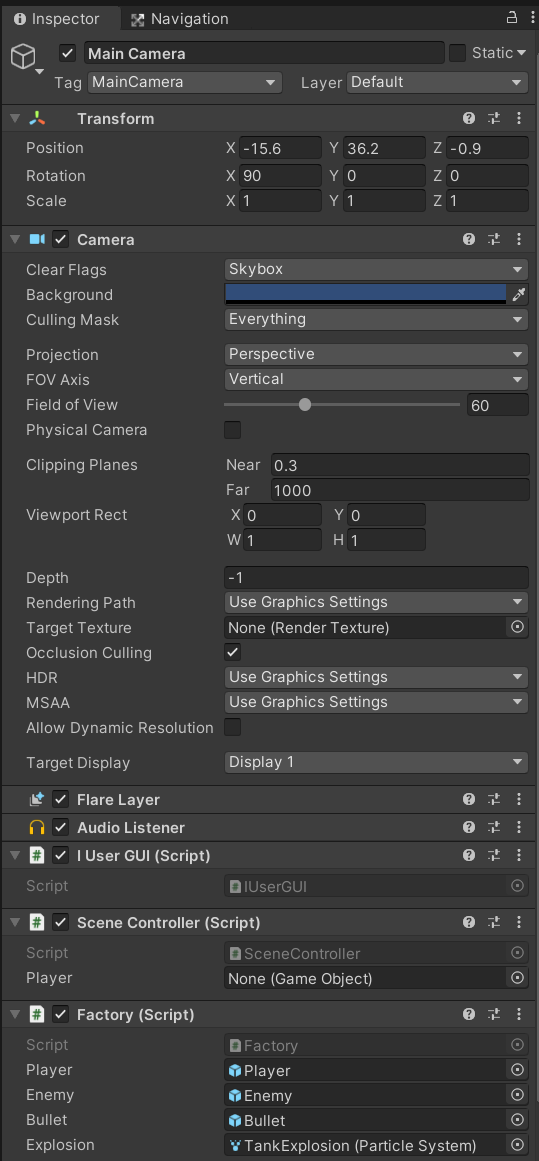 Inspector Navigation
Main Camera Static
Tag MainCamera Layer Default
Transform
Position X -15.6 Y 36.2 Z -0.9
Rotation X 90 Y 0 Z 0
Scale X 1 Y 1 Z 1
Camera
Clear Flags Skybox
Background
Culling Mask Everything
Projection Perspective
FOV Axis Vertical
Field of View 60
Physical Camera
Clipping Planes Near 0.3
Far 1000
Viewport Rect X 0 Y 0
W 1 H 1
Depth -1
Rendering Path Use Graphics Settings
Target Texture None (Render Texture)
Occlusion Culling
HDR Use Graphics Settings
MSAA Use Graphics Settings
Allow Dynamic Resolution
Target Display Display 1
Flare Layer
Audio Listener
# I User GUI (Script)
Script # IUserGUI
# Scene Controller (Script)
Script # SceneController
Player None (Game Object)
# Factory (Script)
Script # Factory
Player Player
Enemy Enemy
Bullet Bullet
Explosion TankExplosion (Particle System)